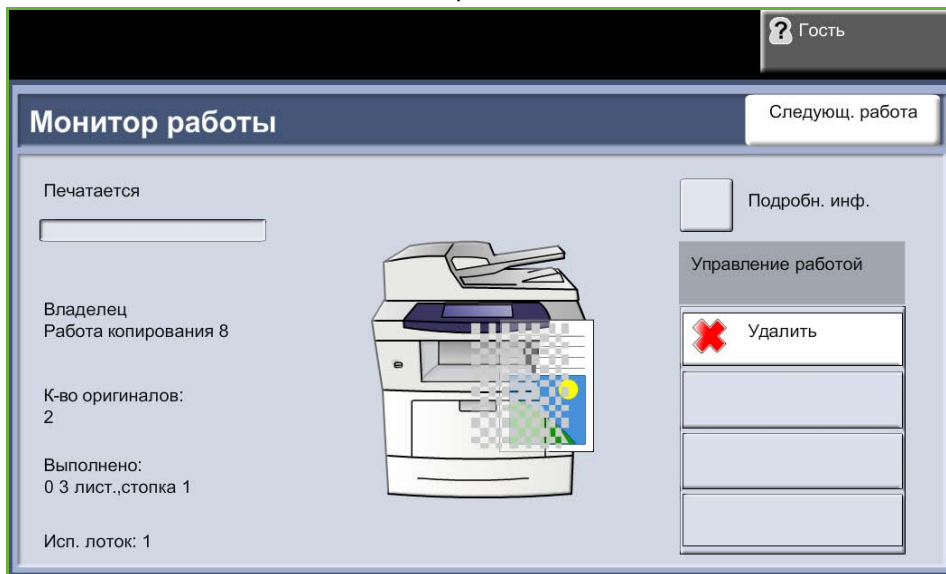 Гость
Монитор работы
Следующ. работа
Печатается
Подробн. инф.
Управление работой
Владелец
Работа копирования 8
Удалить
К-во оригиналов:
2
Выполнено:
0 3 лист.,стопка 1
Исп. лоток: 1